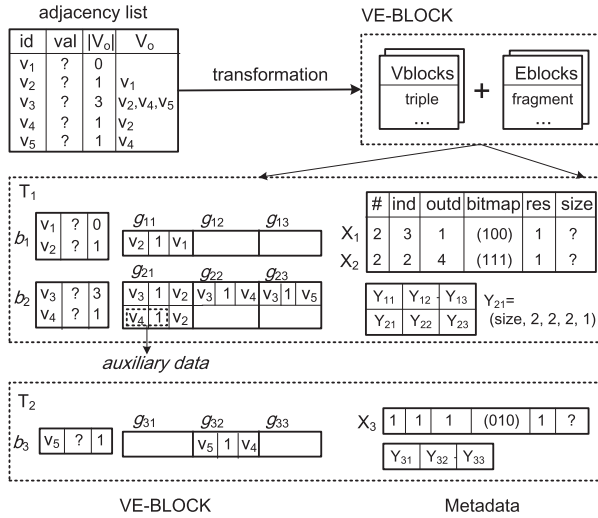 adjacency list
id val |Vₒ| Vₒ
v₁ ? 0
v₂ ? 1 v₁
v₃ ? 3 v₂,v₄,v₅
v₄ ? 1 v₂
v₅ ? 1 v₄
transformation
VE-BLOCK
Vblocks
triple
...
+
Eblocks
fragment
...
T₁
b₁
v₁ ? 0
v₂ ? 1
g₁₁ g₁₂ g₁₃
v₂ 1 v₁
b₂
v₃ ? 3
v₄ ? 1
g₂₁ g₂₂ g₂₃
v₃ 1 v₂ v₃ 1 v₄ v₃ 1 v₅
v₄ 1 v₂
auxiliary data
# ind outd bitmap res size
X₁ 2 3 1 (100) 1 ?
X₂ 2 2 4 (111) 1 ?
Y₁₁ Y₁₂ Y₁₃
Y₂₁ Y₂₂ Y₂₃
Y₂₁=
(size, 2, 2, 2, 1)
T₂
b₃
v₅ ? 1
g₃₁ g₃₂ g₃₃
v₅ 1 v₄
X₃ 1 1 1 (010) 1 ?
Y₃₁ Y₃₂ Y₃₃
VE-BLOCK
Metadata